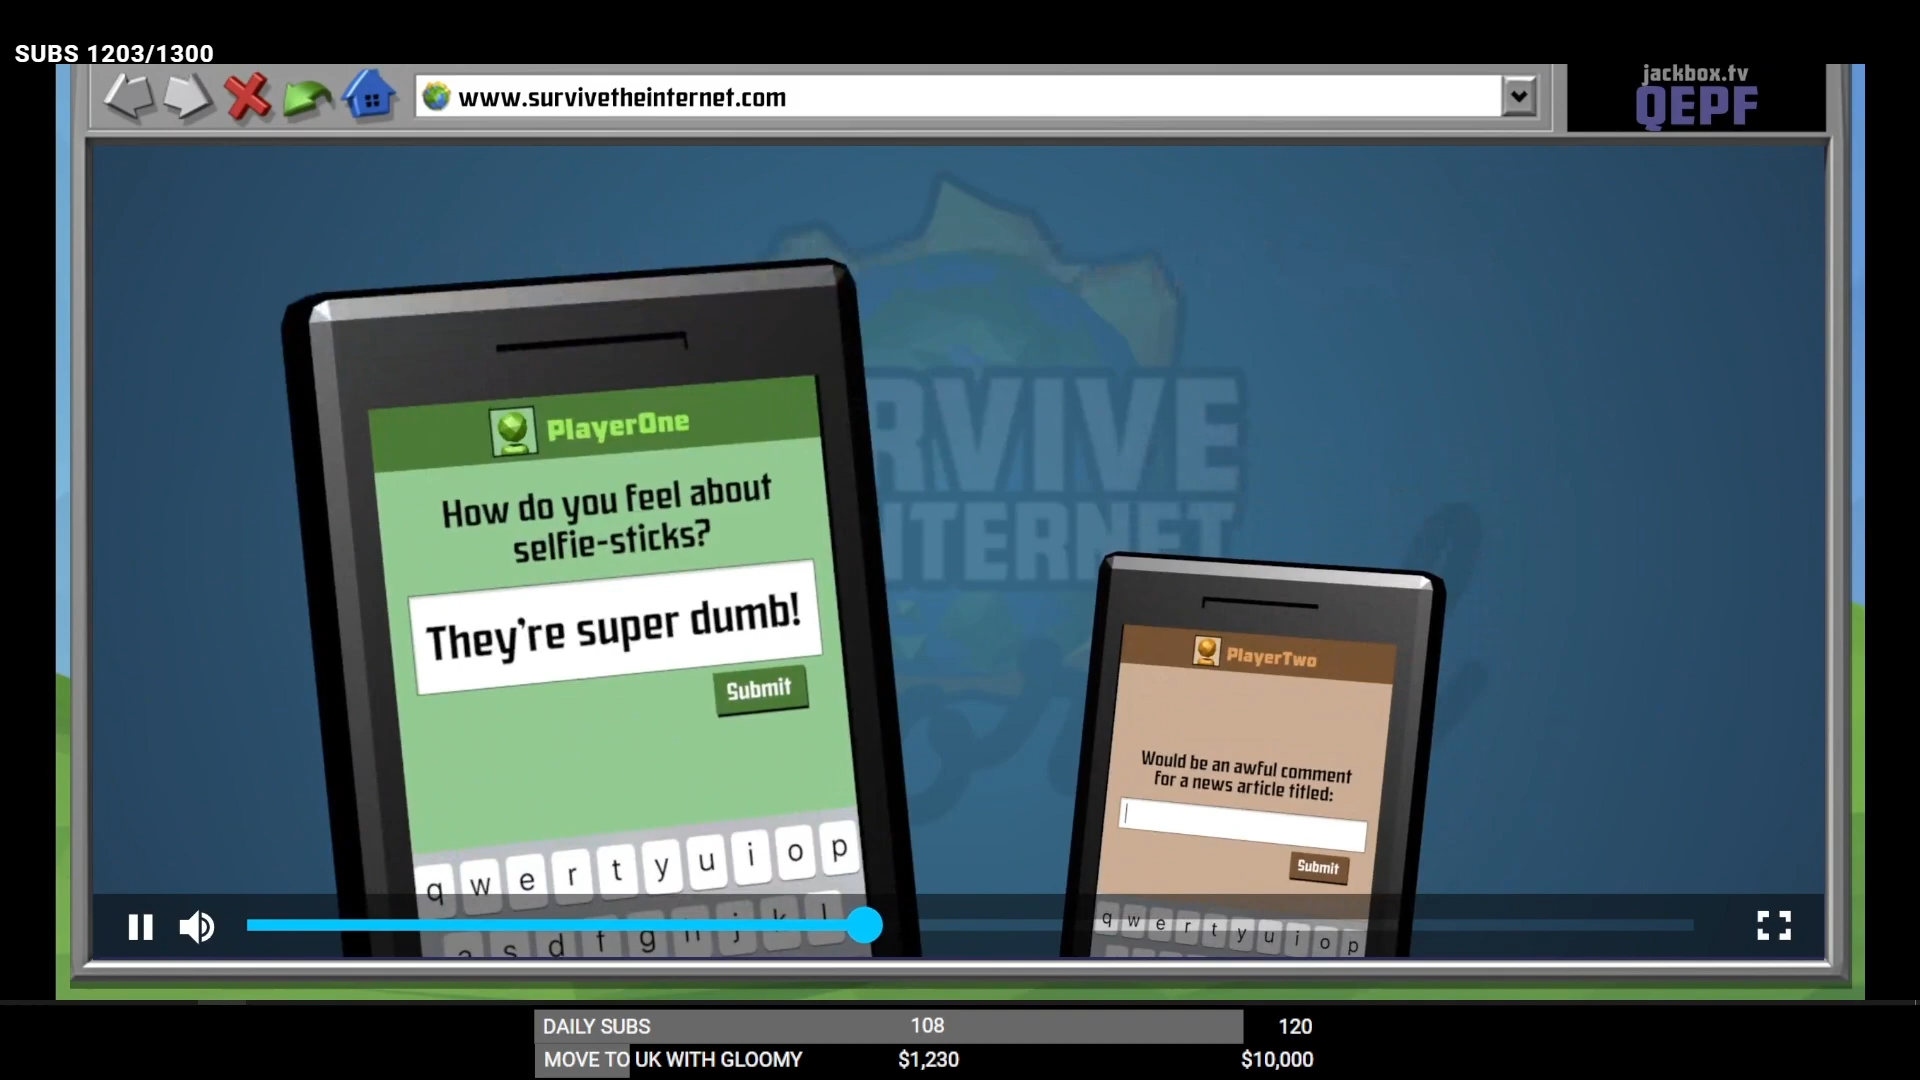 SUBS 1203/1300
www.survivetheinternet.com
jackbox.tv
QEPF
RVIVE
NTERNET
PlayerOne
How do you feel about
selfie-sticks?
They're super dumb!
Submit
q w e r t y u i o p
a s d f g h j k l
PlayerTwo
Would be an awful comment
for a news article titled:
Submit
q w e r t y u i o p
DAILY SUBS 108 120
MOVE TO UK WITH GLOOMY $1,230 $10,000